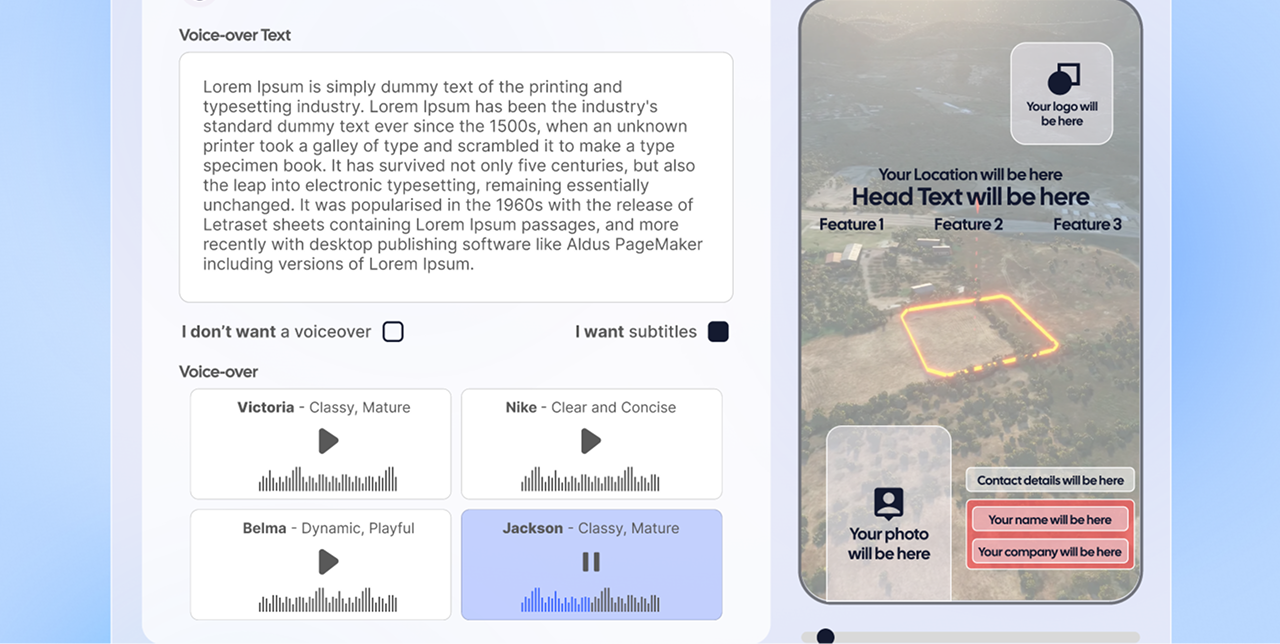 Voice-over Text
Lorem Ipsum is simply dummy text of the printing and
typesetting industry. Lorem Ipsum has been the industry's
standard dummy text ever since the 1500s, when an unknown
printer took a galley of type and scrambled it to make a type
specimen book. It has survived not only five centuries, but also
the leap into electronic typesetting, remaining essentially
unchanged. It was popularised in the 1960s with the release of
Letraset sheets containing Lorem Ipsum passages, and more
recently with desktop publishing software like Aldus PageMaker
including versions of Lorem Ipsum.
I don't want a voiceover
I want subtitles
Voice-over
Victoria - Classy, Mature
Nike - Clear and Concise
Belma - Dynamic, Playful
Jackson - Classy, Mature
Your logo will
be here
Your Location will be here
Head Text will be here
Feature 1
Feature 2
Feature 3
Your photo
will be here
Contact details will be here
Your name will be here
Your company will be here